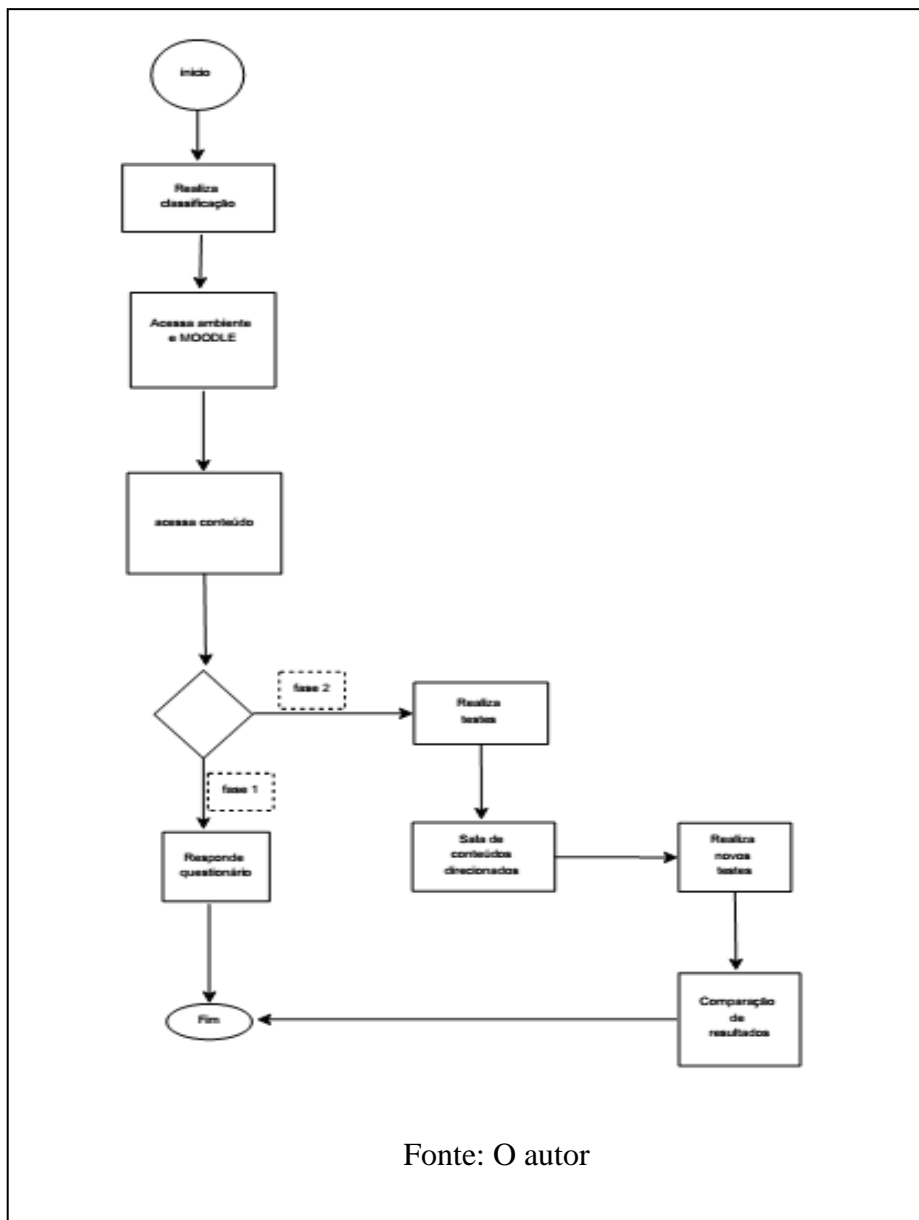 início
Realiza
classificação
Acessa ambiente
e MOODLE
acessa conteúdo
fase 2
Realiza
testes
fase 1
Sala de
conteúdos
direcionados
Realiza
novos
testes
Responde
questionário
Comparação
de
resultados
Fim
Fonte: O autor